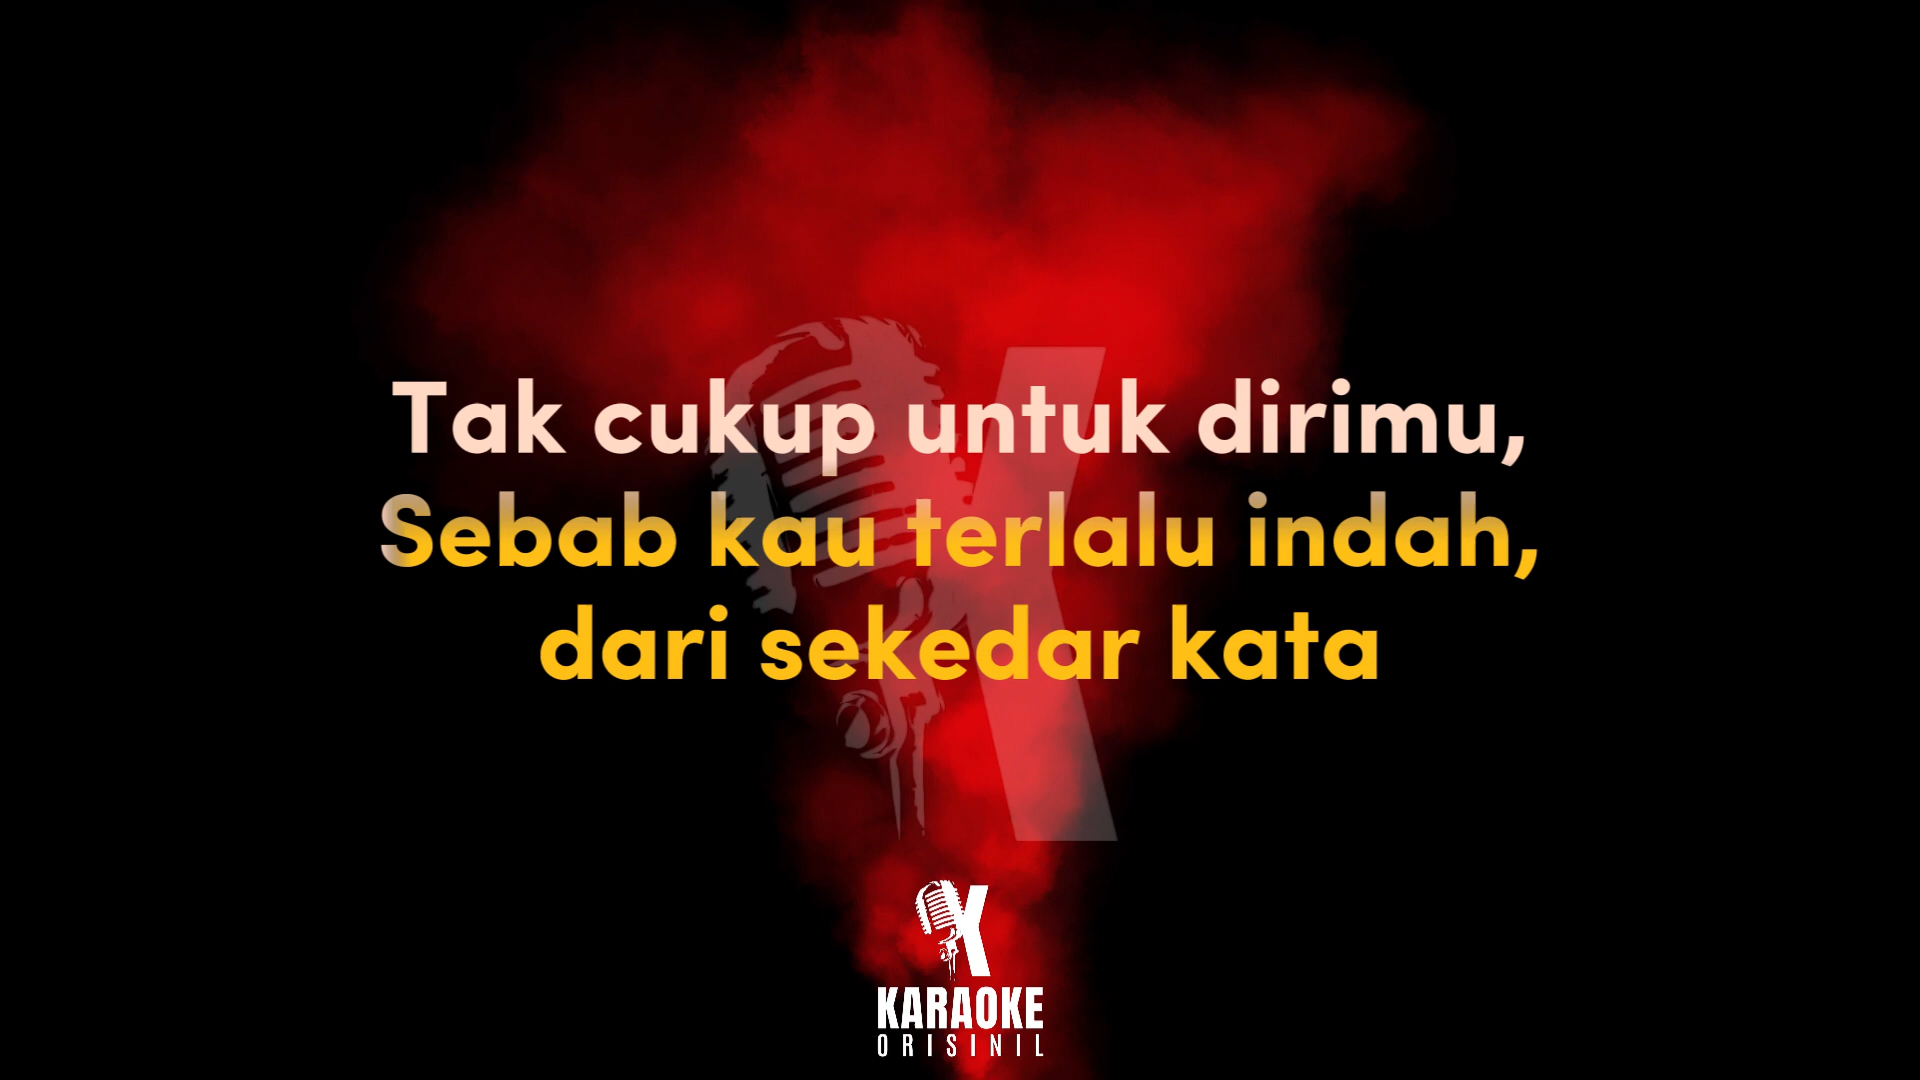 Tak cukup untuk dirimu,
Sebab kau terlalu indah,
dari sekedar kata
KARAOKE
ORISINIL